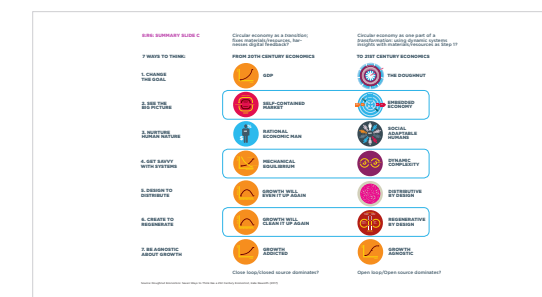 5/RE: SUMMARY SLIDE C
Circular economy as a transition;
fixes materials/resources, har-
nesses digital feedback?
Circular economy as one part of a
transformation: using dynamic systems
insights with materials/resources as Step 1?
7 WAYS TO THINK:
FROM 20TH CENTURY ECONOMICS
TO 21ST CENTURY ECONOMICS
1. CHANGE
THE GOAL
GDP
THE DOUGHNUT
2. SEE THE
BIG PICTURE
SELF-CONTAINED
MARKET
EMBEDDED
ECONOMY
3. NURTURE
HUMAN NATURE
RATIONAL
ECONOMIC MAN
SOCIAL
ADAPTABLE
HUMANS
4. GET SAVVY
WITH SYSTEMS
MECHANICAL
EQUILIBRIUM
DYNAMIC
COMPLEXITY
5. DESIGN TO
DISTRIBUTE
GROWTH WILL
EVEN IT UP AGAIN
DISTRIBUTIVE
BY DESIGN
6. CREATE TO
REGENERATE
GROWTH WILL
CLEAN IT UP AGAIN
REGENERATIVE
BY DESIGN
7. BE AGNOSTIC
ABOUT GROWTH
GROWTH
ADDICTED
GROWTH
AGNOSTIC
Close loop/Closed source dominates?
Open loop/Open source dominates?